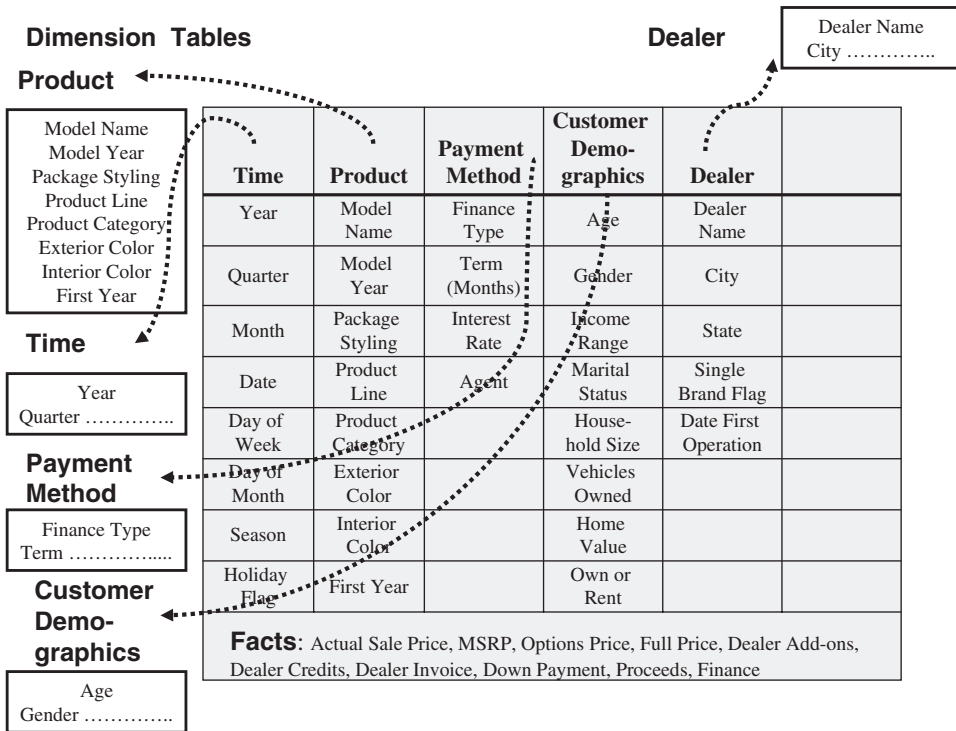 Dimension Tables
Dealer
Dealer Name
City …………..
Product
Model Name
Model Year
Package Styling
Product Line
Product Category
Exterior Color
Interior Color
First Year
Time
Year
Quarter …………..
Payment
Method
Finance Type
Term ………….....
Customer
Demo-
graphics
Age
Gender …………..
Time
Product
Payment
Method
Customer
Demo-
graphics
Dealer
Year
Model
Name
Finance
Type
Age
Dealer
Name
Quarter
Model
Year
Term
(Months)
Gender
City
Month
Package
Styling
Interest
Rate
Income
Range
State
Date
Product
Line
Agent
Marital
Status
Single
Brand Flag
Day of
Week
Product
Category
House-
hold Size
Date First
Operation
Day of
Month
Exterior
Color
Vehicles
Owned
Season
Interior
Color
Home
Value
Holiday
Flag
First Year
Own or
Rent
Facts: Actual Sale Price, MSRP, Options Price, Full Price, Dealer Add-ons,
Dealer Credits, Dealer Invoice, Down Payment, Proceeds, Finance